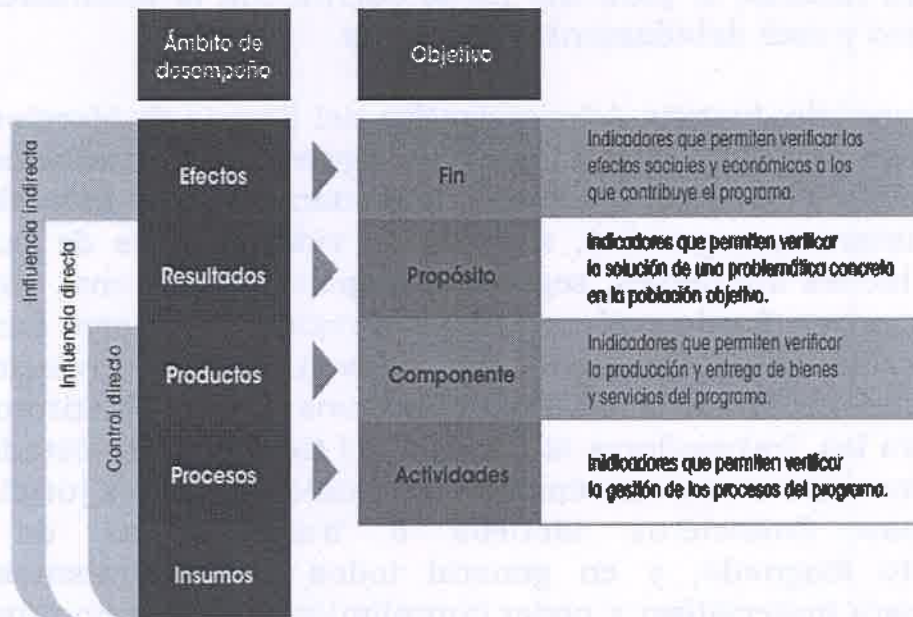 Ámbito de
desempeño
Objetivo
Influencia indirecta
Influencia directa
Control directo
Efectos
Fin
Indicadores que permiten verificar los
efectos sociales y económicos a los
que contribuye el programa.
Resultados
Propósito
Indicadores que permiten verificar
la solución de una problemática concreta
en la población objetivo.
Productos
Componente
Indicadores que permiten verificar
la producción y entrega de bienes
y servicios del programa.
Procesos
Actividades
Indicadores que permiten verificar
la gestión de los procesos del programa.
Insumos